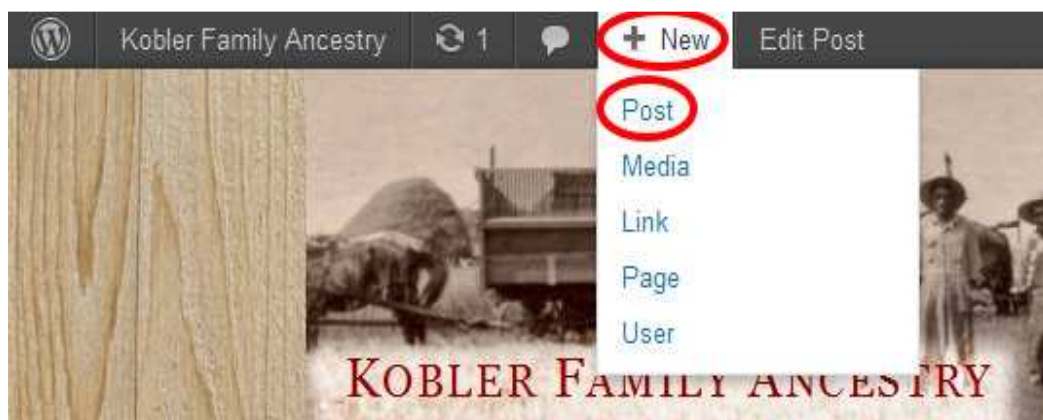 Kobler Family Ancestry 1 + New Edit Post
Post
Media
Link
Page
User
KOBLER FAMILY ANCESTRY